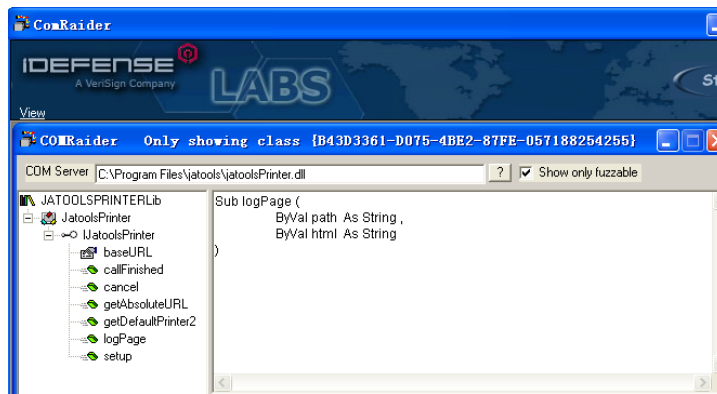 ComRaider
iDEFENSE
A VeriSign Company
LABS
View
COMRaider Only showing class {B43D3361-D075-4BE2-87FE-057188254255}
COM Server C:\Program Files\jatools\jatoolsPrinter.dll ? Show only fuzzable
JATOOLSPRINTERLib
JatoolsPrinter
IJatoolsPrinter
baseURL
callFinished
cancel
getAbsoluteURL
getDefaultPrinter2
logPage
setup
Sub logPage (
ByVal path As String ,
ByVal html As String
)